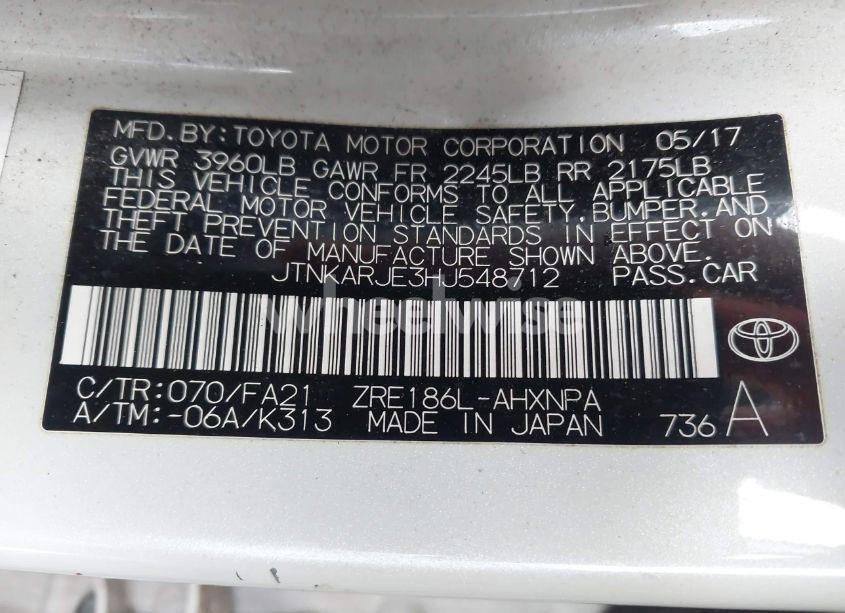 MFD.BY:TOYOTA MOTOR CORPORATION 05/17
GVWR 3960LB GAWR FR 2245LB RR 2175LB
THIS VEHICLE CONFORMS TO ALL APPLICABLE
FEDERAL MOTOR VEHICLE SAFETY,BUMPER,AND
THEFT PREVENTION STANDARDS IN EFFECT ON
THE DATE OF MANUFACTURE SHOWN ABOVE.
JTNKARJE3HJ548712 PASS.CAR
wheelwise
C/TR:070/FA21 ZRE186L-AHXNPA
A/TM:-06A/K313 MADE IN JAPAN 736 A